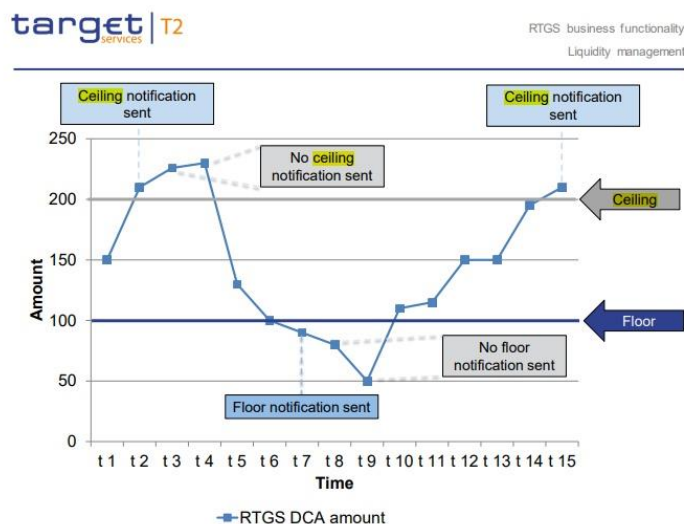 target
services
T2
RTGS business functionality
Liquidity management
Ceiling notification
sent
Ceiling notification
sent
250
No ceiling
notification sent
200
Ceiling
150
Amount
100
Floor
No floor
notification sent
50
Floor notification sent
0
t 1 t 2 t 3 t 4 t 5 t 6 t 7 t 8 t 9 t 10 t 11 t 12 t 13 t 14 t 15
Time
RTGS DCA amount